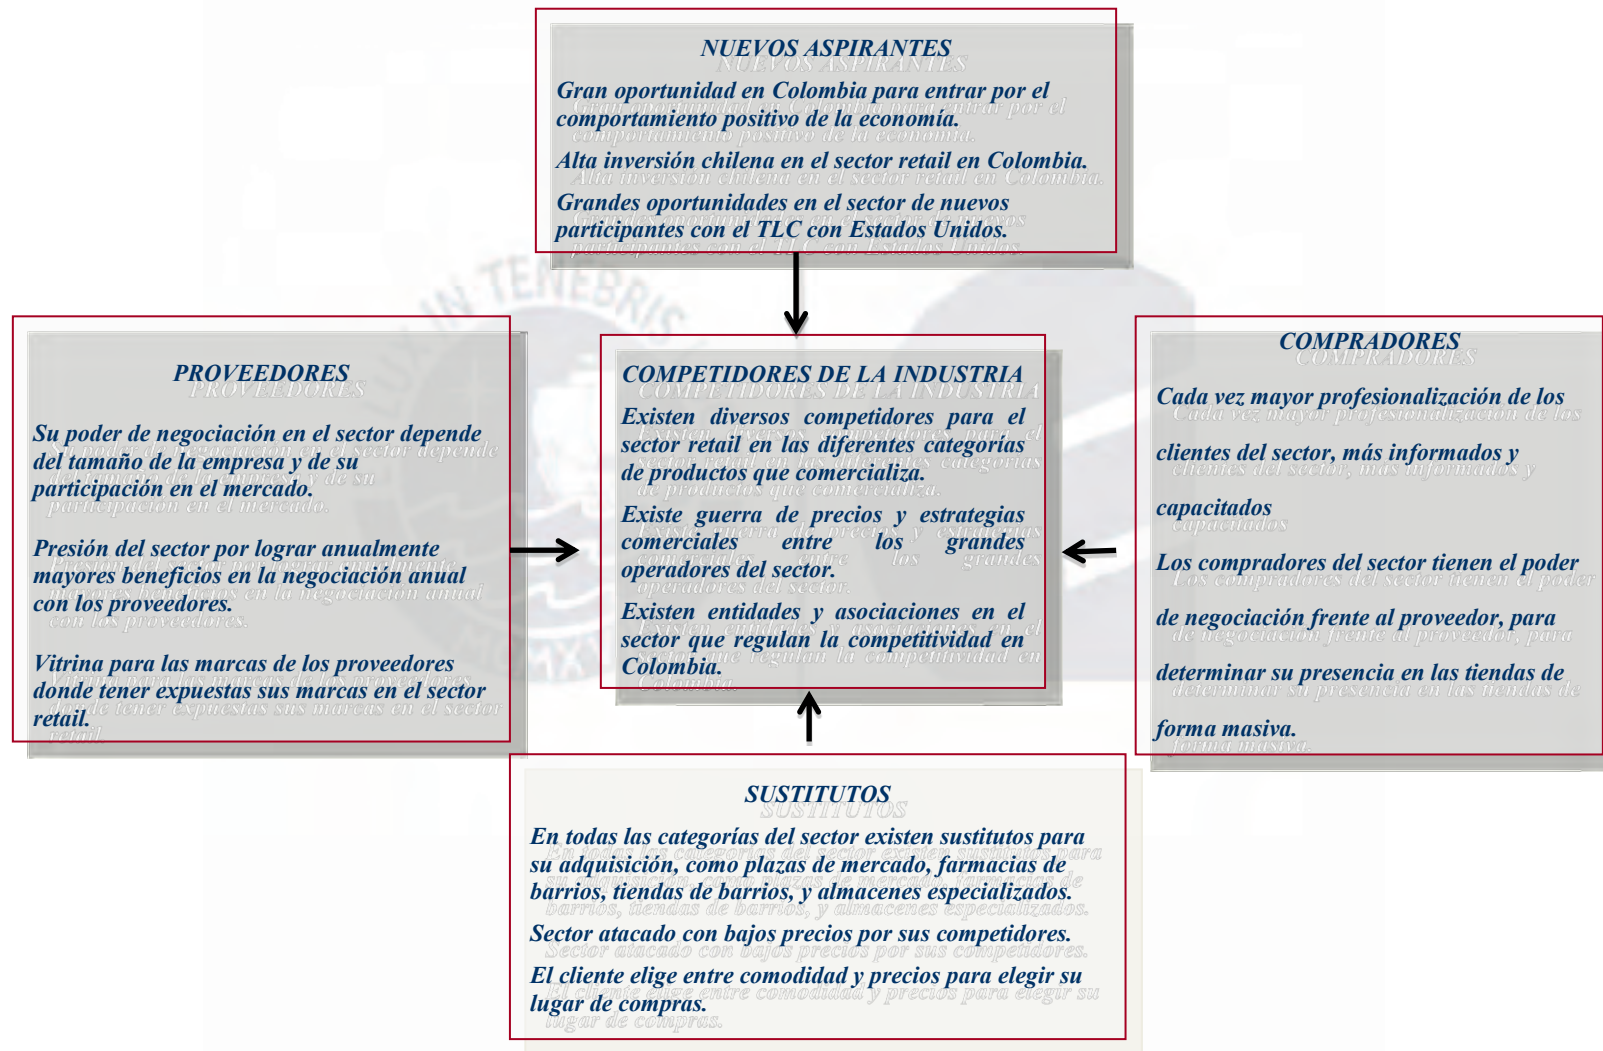 NUEVOS ASPIRANTES
Gran oportunidad en Colombia para entrar por el
comportamiento positivo de la economía.
Alta inversión chilena en el sector retail en Colombia.
Grandes oportunidades en el sector de nuevos
participantes con el TLC con Estados Unidos.
PROVEEDORES
Su poder de negociación en el sector depende
del tamaño de la empresa y de su
participación en el mercado.
Presión del sector por lograr anualmente
mayores beneficios en la negociación anual
con los proveedores.
Vitrina para las marcas de los proveedores
donde tener expuestas sus marcas en el sector
retail.
COMPETIDORES DE LA INDUSTRIA
Existen diversos competidores para el
sector retail en las diferentes categorías
de productos que comercializa.
Existe guerra de precios y estrategias
comerciales entre los grandes
operadores del sector.
Existen entidades y asociaciones en el
sector que regulan la competitividad en
Colombia.
COMPRADORES
Cada vez mayor profesionalización de los
clientes del sector, más informados y
capacitados
Los compradores del sector tienen el poder
de negociación frente al proveedor, para
determinar su presencia en las tiendas de
forma masiva.
SUSTITUTOS
En todas las categorías del sector existen sustitutos para
su adquisición, como plazas de mercado, farmacias de
barrios, tiendas de barrios, y almacenes especializados.
Sector atacado con bajos precios por sus competidores.
El cliente elige entre comodidad y precios para elegir su
lugar de compras.
LUX IN TENEBRIS